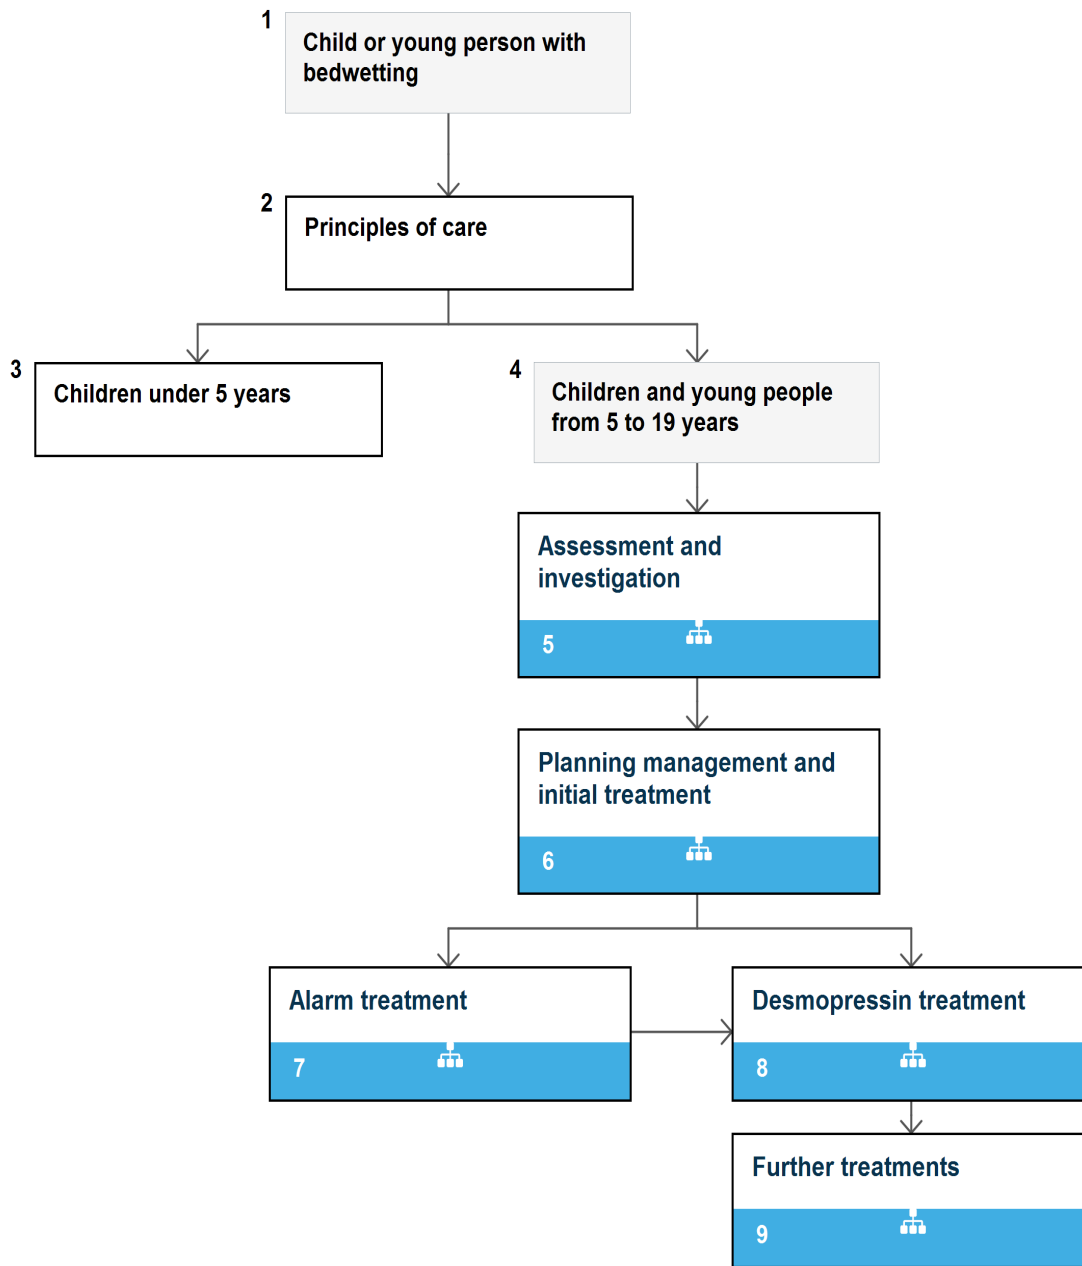 1
Child or young person with
bedwetting
2
Principles of care
3
Children under 5 years
4
Children and young people
from 5 to 19 years
Assessment and
investigation
5
Planning management and
initial treatment
6
Alarm treatment
7
Desmopressin treatment
8
Further treatments
9